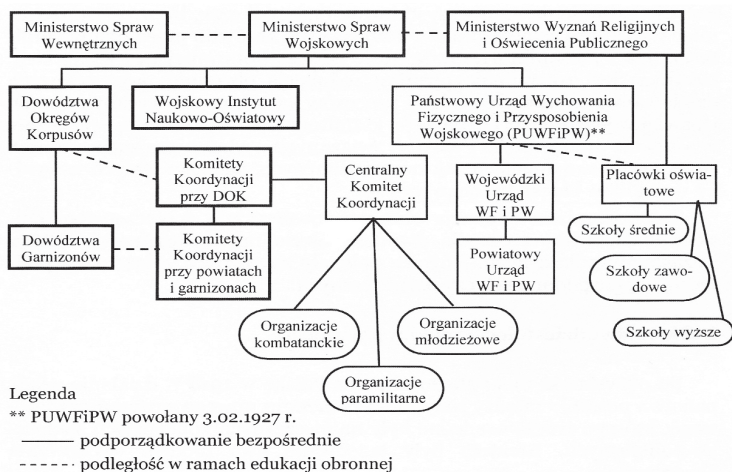 Ministerstwo Spraw
Wewnętrznych
Ministerstwo Spraw
Wojskowych
Ministerstwo Wyznań Religijnych
i Oświecenia Publicznego
Dowództwa
Okręgów
Korpusów
Wojskowy Instytut
Naukowo-Oświatowy
Państwowy Urząd Wychowania
Fizycznego i Przysposobienia
Wojskowego (PUWFiPW)**
Komitety
Koordynacji
przy DOK
Centralny
Komitet
Koordynacji
Wojewódzki
Urząd
WF i PW
Placówki oświa-
towe
Szkoły średnie
Dowództwa
Garnizonów
Komitety
Koordynacji
przy powiatach
i garnizonach
Powiatowy
Urząd
WF i PW
Szkoły zawo-
dowe
Szkoły wyższe
Organizacje
kombatanckie
Organizacje
młodzieżowe
Organizacje
paramilitarne
Legenda
** PUWFiPW powołany 3.02.1927 r.
podporządkowanie bezpośrednie
podległość w ramach edukacji obronnej